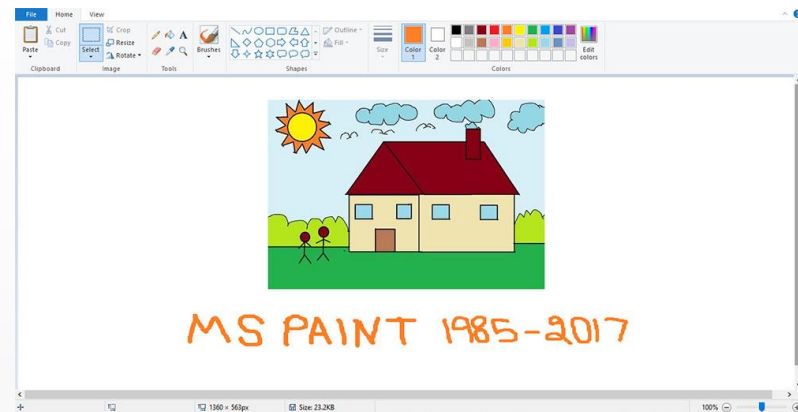 File Home View
Paste Cut Copy Select Crop Resize Rotate A Brushes Outline Fill Size Color 1 Color 2 Edit colors
Clipboard Image Tools Shapes Colors
MS PAINT 1985-2017
1360 × 563px Size: 23.2KB 100%